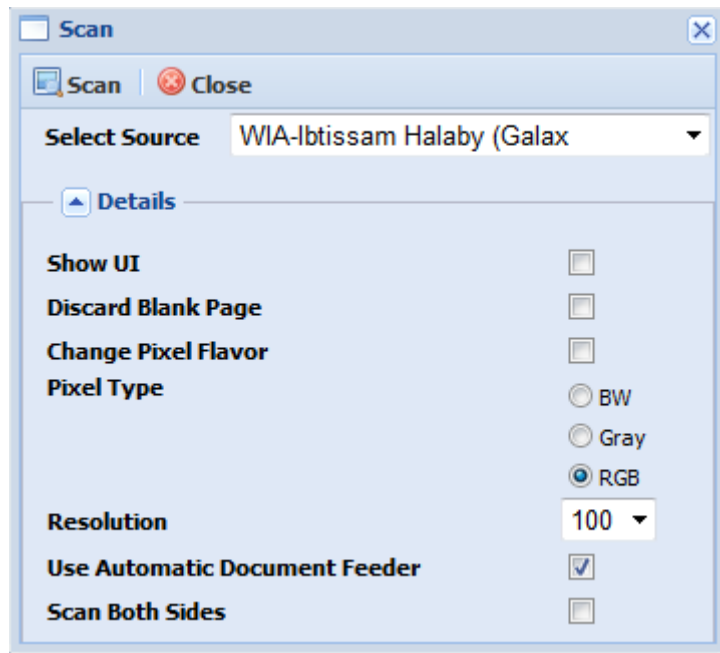 Scan
Scan Close
Select Source WIA-Ibtissam Halaby (Galax
Details
Show UI
Discard Blank Page
Change Pixel Flavor
Pixel Type BW
Gray
RGB
Resolution 100
Use Automatic Document Feeder
Scan Both Sides